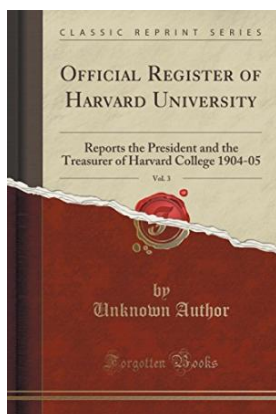 CLASSIC REPRINT SERIES
OFFICIAL REGISTER OF
HARVARD UNIVERSITY
Reports the President and the
Treasurer of Harvard College 1904-05
Vol. 3
by
Unknown Author
Forgotten Books